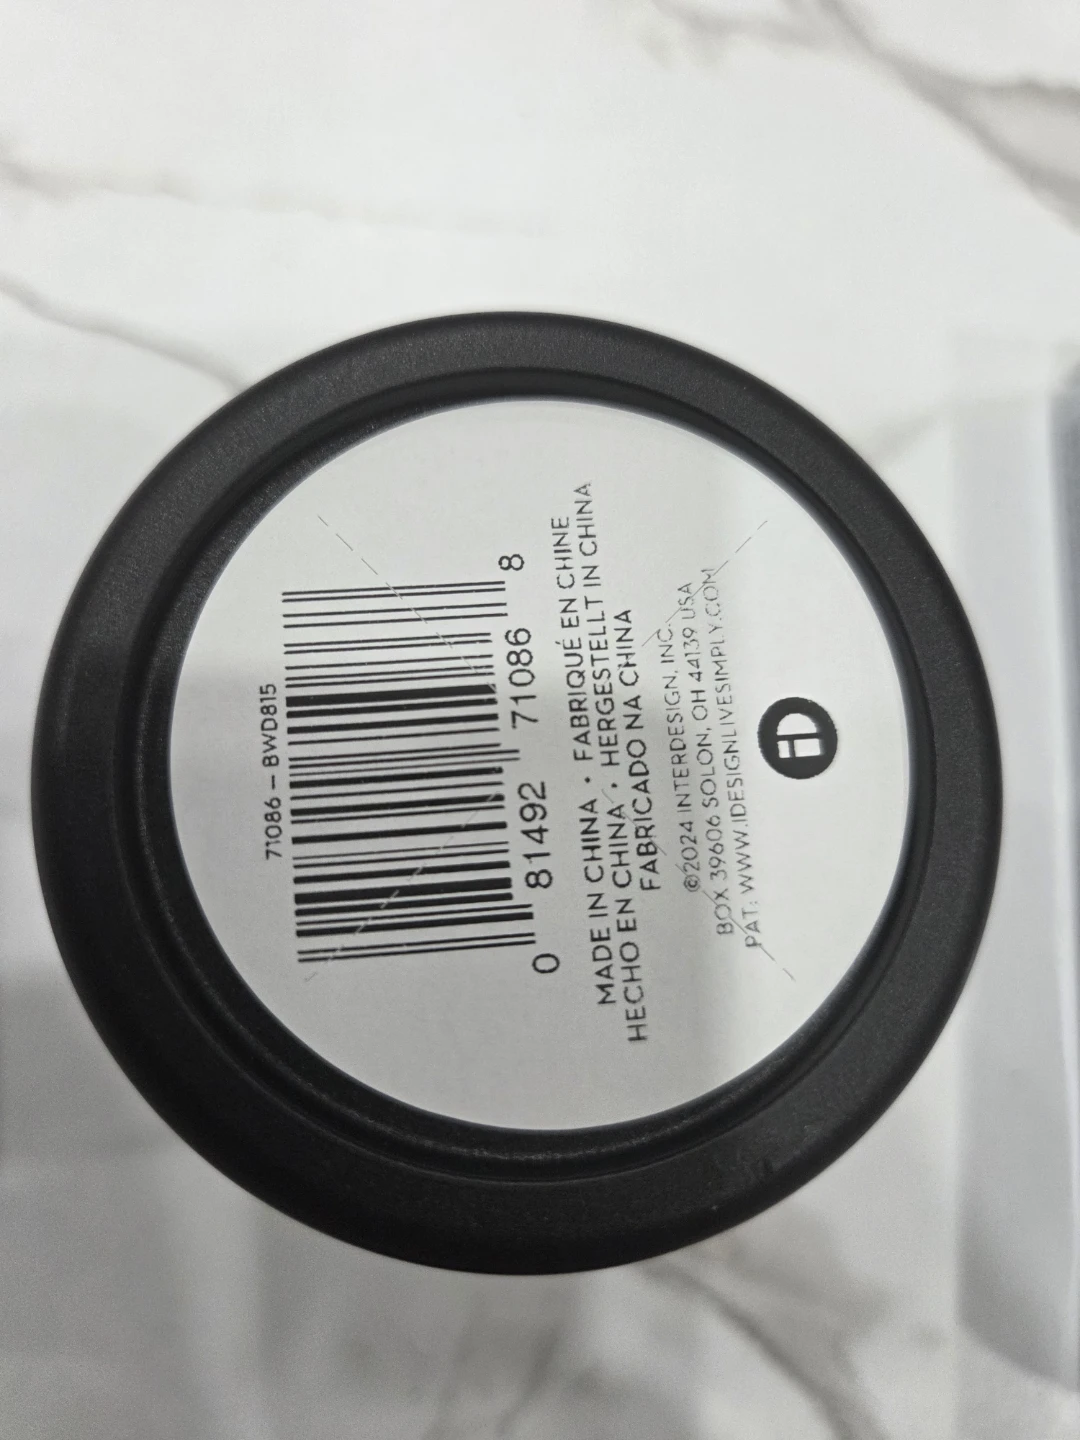 71086 – BWD815
0 81492 71086 8
MADE IN CHINA • FABRIQUÉ EN CHINE
HECHO EN CHINA • HERGESTELLT IN CHINA
FABRICADO NA CHINA
©2024 INTERDESIGN, INC.
BOX 39606 SOLON, OH 44139 USA
PAT: WWW.IDESIGNLIVESIMPLY.COM
iD